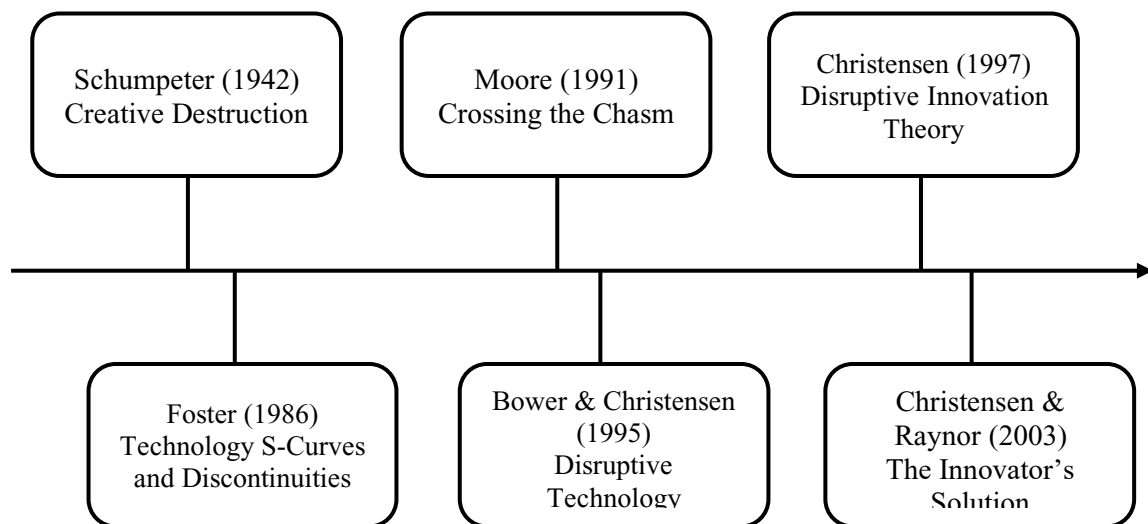 Schumpeter (1942)
Creative Destruction
Moore (1991)
Crossing the Chasm
Christensen (1997)
Disruptive Innovation
Theory
Foster (1986)
Technology S-Curves
and Discontinuities
Bower & Christensen
(1995)
Disruptive
Technology
Christensen &
Raynor (2003)
The Innovator’s
Solution